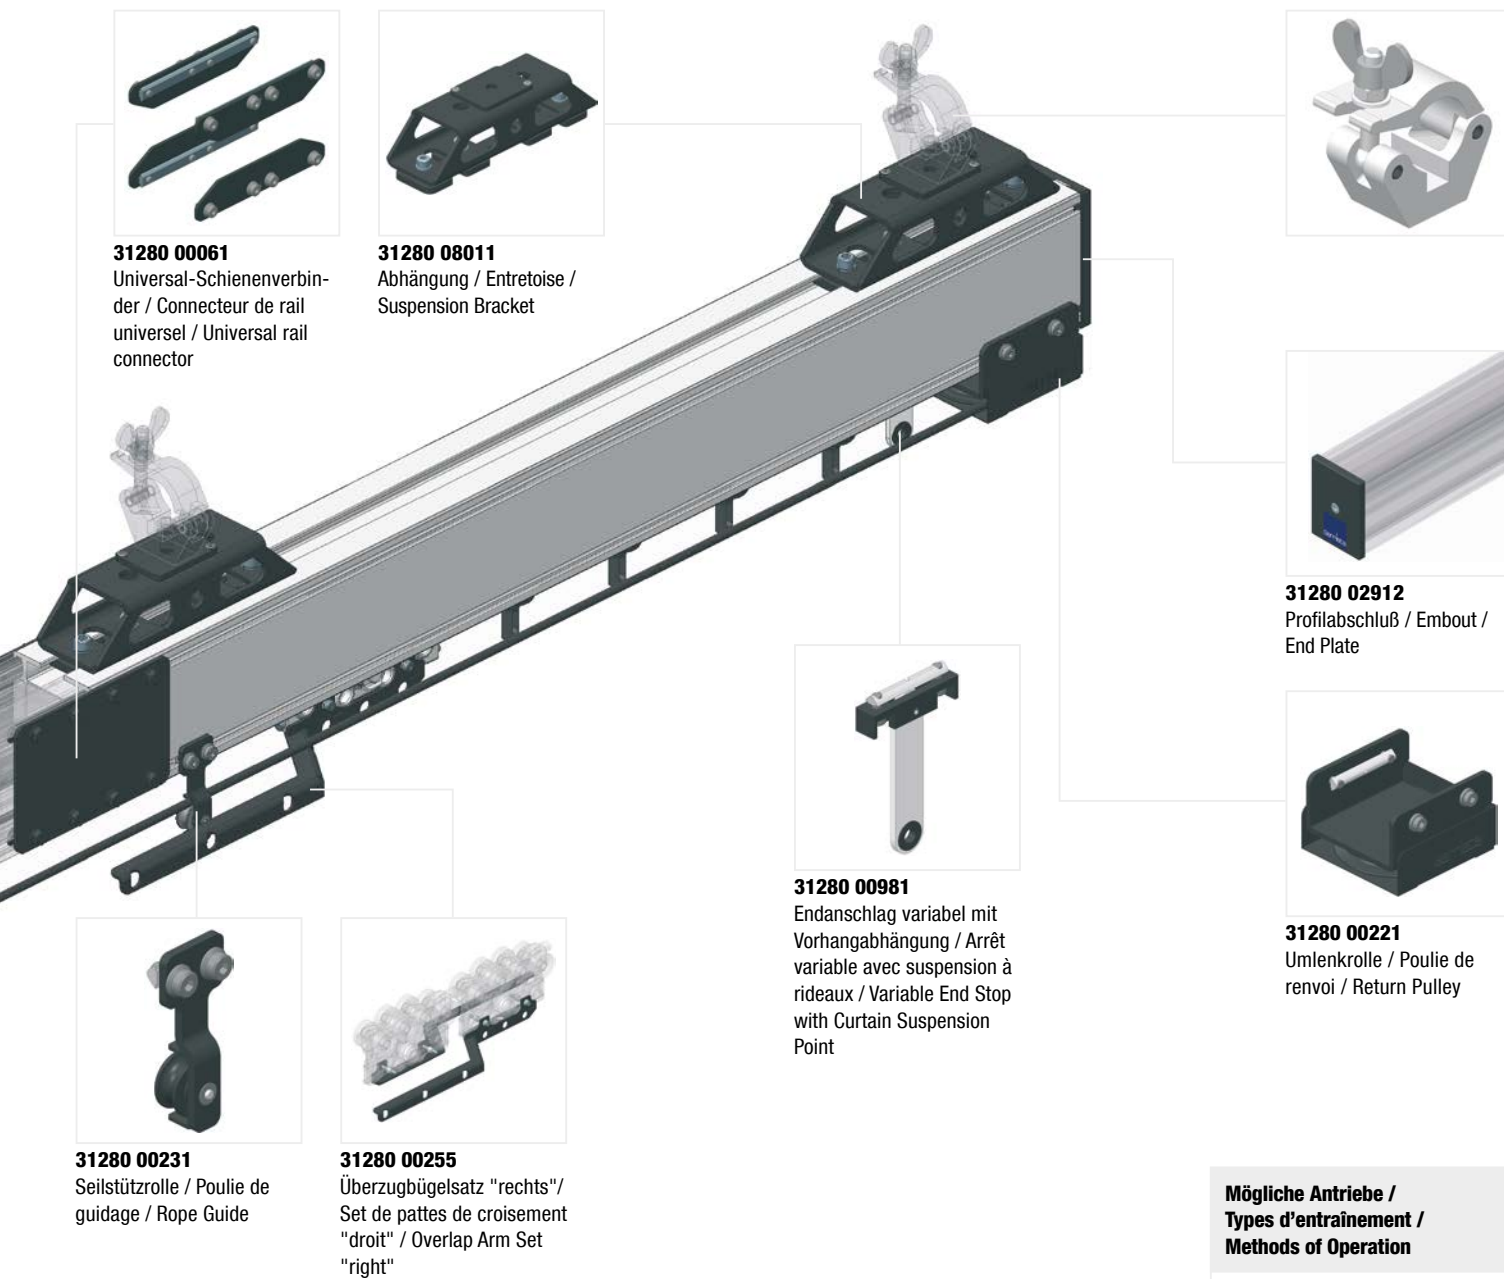 31280 00061
Universal-Schienenverbin-
der / Connecteur de rail
universel / Universal rail
connector
31280 08011
Abhängung / Entretoise /
Suspension Bracket
31280 02912
Profilabschluß / Embout /
End Plate
31280 00981
Endanschlag variabel mit
Vorhangabhängung / Arrêt
variable avec suspension à
rideaux / Variable End Stop
with Curtain Suspension
Point
31280 00221
Umlenkrolle / Poulie de
renvoi / Return Pulley
31280 00231
Seilstützrolle / Poulie de
guidage / Rope Guide
31280 00255
Überzugbügelsatz "rechts"/
Set de pattes de croisement
"droit" / Overlap Arm Set
"right"
Mögliche Antriebe /
Types d’entraînement /
Methods of Operation